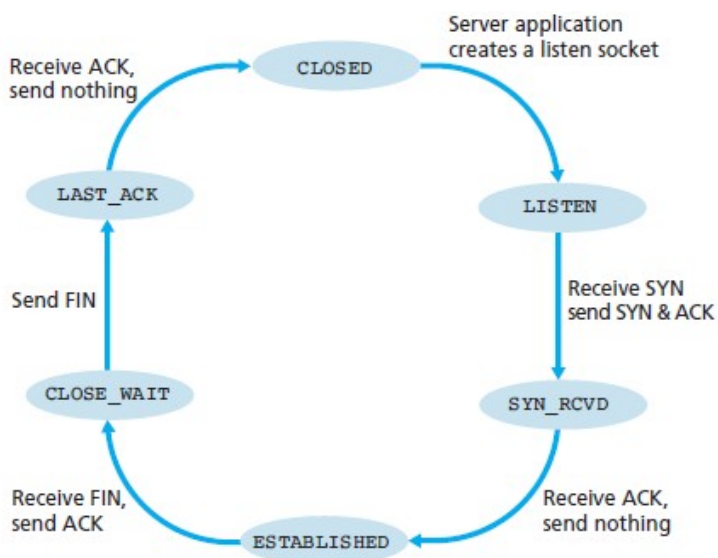 Server application
creates a listen socket
Receive ACK,
send nothing
CLOSED
LAST_ACK
LISTEN
Send FIN
Receive SYN
send SYN & ACK
CLOSE_WAIT
SYN_RCVD
Receive FIN,
send ACK
Receive ACK,
send nothing
ESTABLISHED